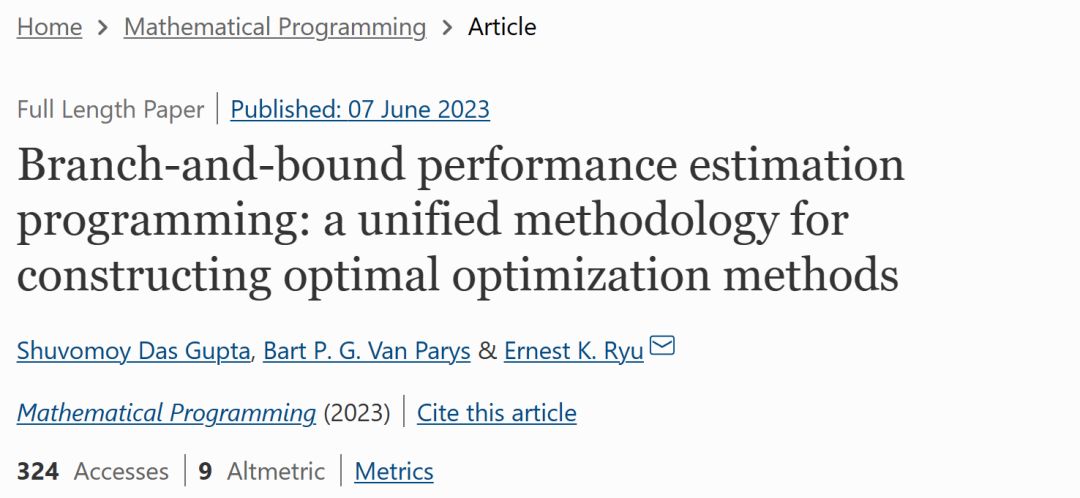 Home > Mathematical Programming > Article
Full Length Paper | Published: 07 June 2023
Branch-and-bound performance estimation
programming: a unified methodology for
constructing optimal optimization methods
Shuvomoy Das Gupta, Bart P. G. Van Parys & Ernest K. Ryu
Mathematical Programming (2023) | Cite this article
324 Accesses | 9 Altmetric | Metrics